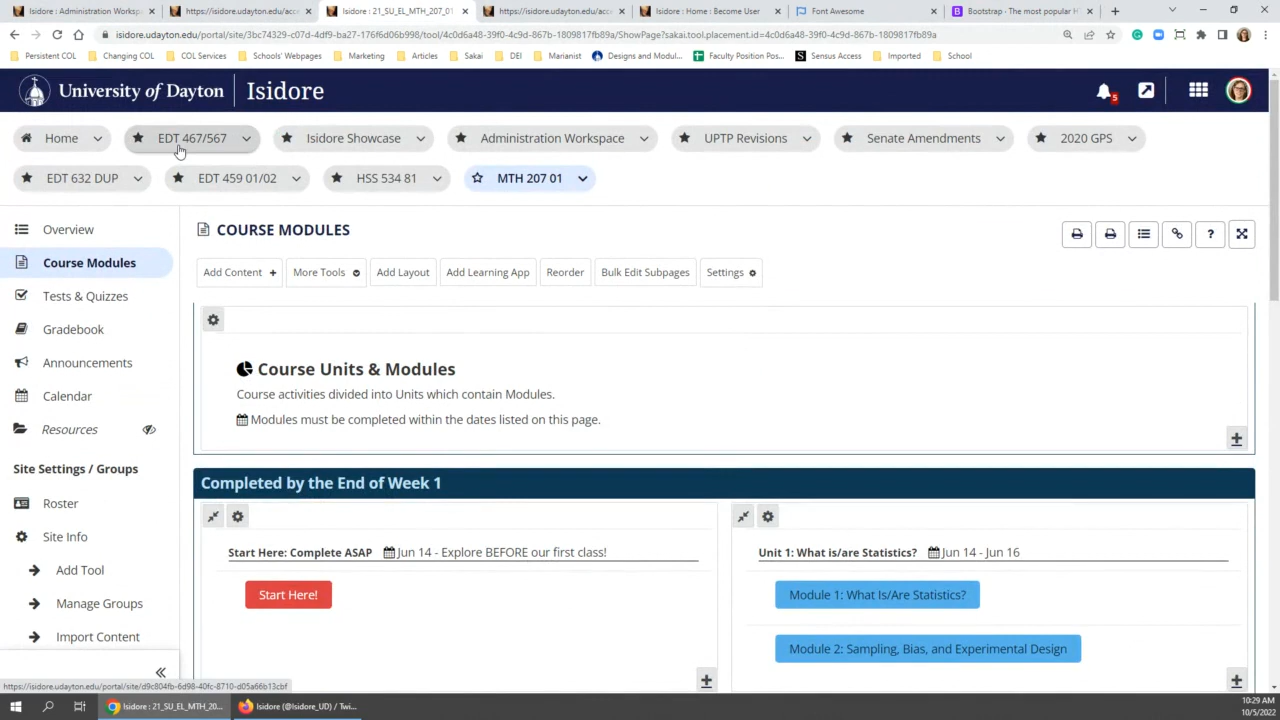 Isidore : Administration Worksp
https://isidore.udayton.edu/acce
Isidore : 21_SU_EL_MTH_207_01
https://isidore.udayton.edu/acce
Isidore : Home : Become User
Font Awesome
Bootstrap · The most popular H
isidore.udayton.edu/portal/site/3bc74329-c07d-4df9-ba27-176f6d06b998/tool/4c0d6a48-39f0-4c9d-867b-1809817fb89a/ShowPage?sakai.tool.placement.id=4c0d6a48-39f0-4c9d-867b-1809817fb89a
Persistent COL
Changing COL
COL Services
Schools' Webpages
Marketing
Articles
Sakai
DEI
Marianist
Designs and Modul...
Faculty Position Pos...
Sensus Access
Imported
School
University of Dayton
Isidore
5
Home
EDT 467/567
Isidore Showcase
Administration Workspace
UPTP Revisions
Senate Amendments
2020 GPS
EDT 632 DUP
EDT 459 01/02
HSS 534 81
MTH 207 01
Overview
Course Modules
Tests & Quizzes
Gradebook
Announcements
Calendar
Resources
Site Settings / Groups
Roster
Site Info
Add Tool
Manage Groups
Import Content
COURSE MODULES
?
Add Content +
More Tools
Add Layout
Add Learning App
Reorder
Bulk Edit Subpages
Settings
Course Units & Modules
Course activities divided into Units which contain Modules.
Modules must be completed within the dates listed on this page.
Completed by the End of Week 1
Start Here: Complete ASAP Jun 14 - Explore BEFORE our first class!
Start Here!
Unit 1: What is/are Statistics? Jun 14 - Jun 16
Module 1: What Is/Are Statistics?
Module 2: Sampling, Bias, and Experimental Design
https://isidore.udayton.edu/portal/site/d9c804fb-6d98-40fc-8710-d05a66b13cbf
Isidore : 21_SU_EL_MTH_20...
Isidore (@Isidore_UD) / Twi...
10:29 AM
10/5/2022